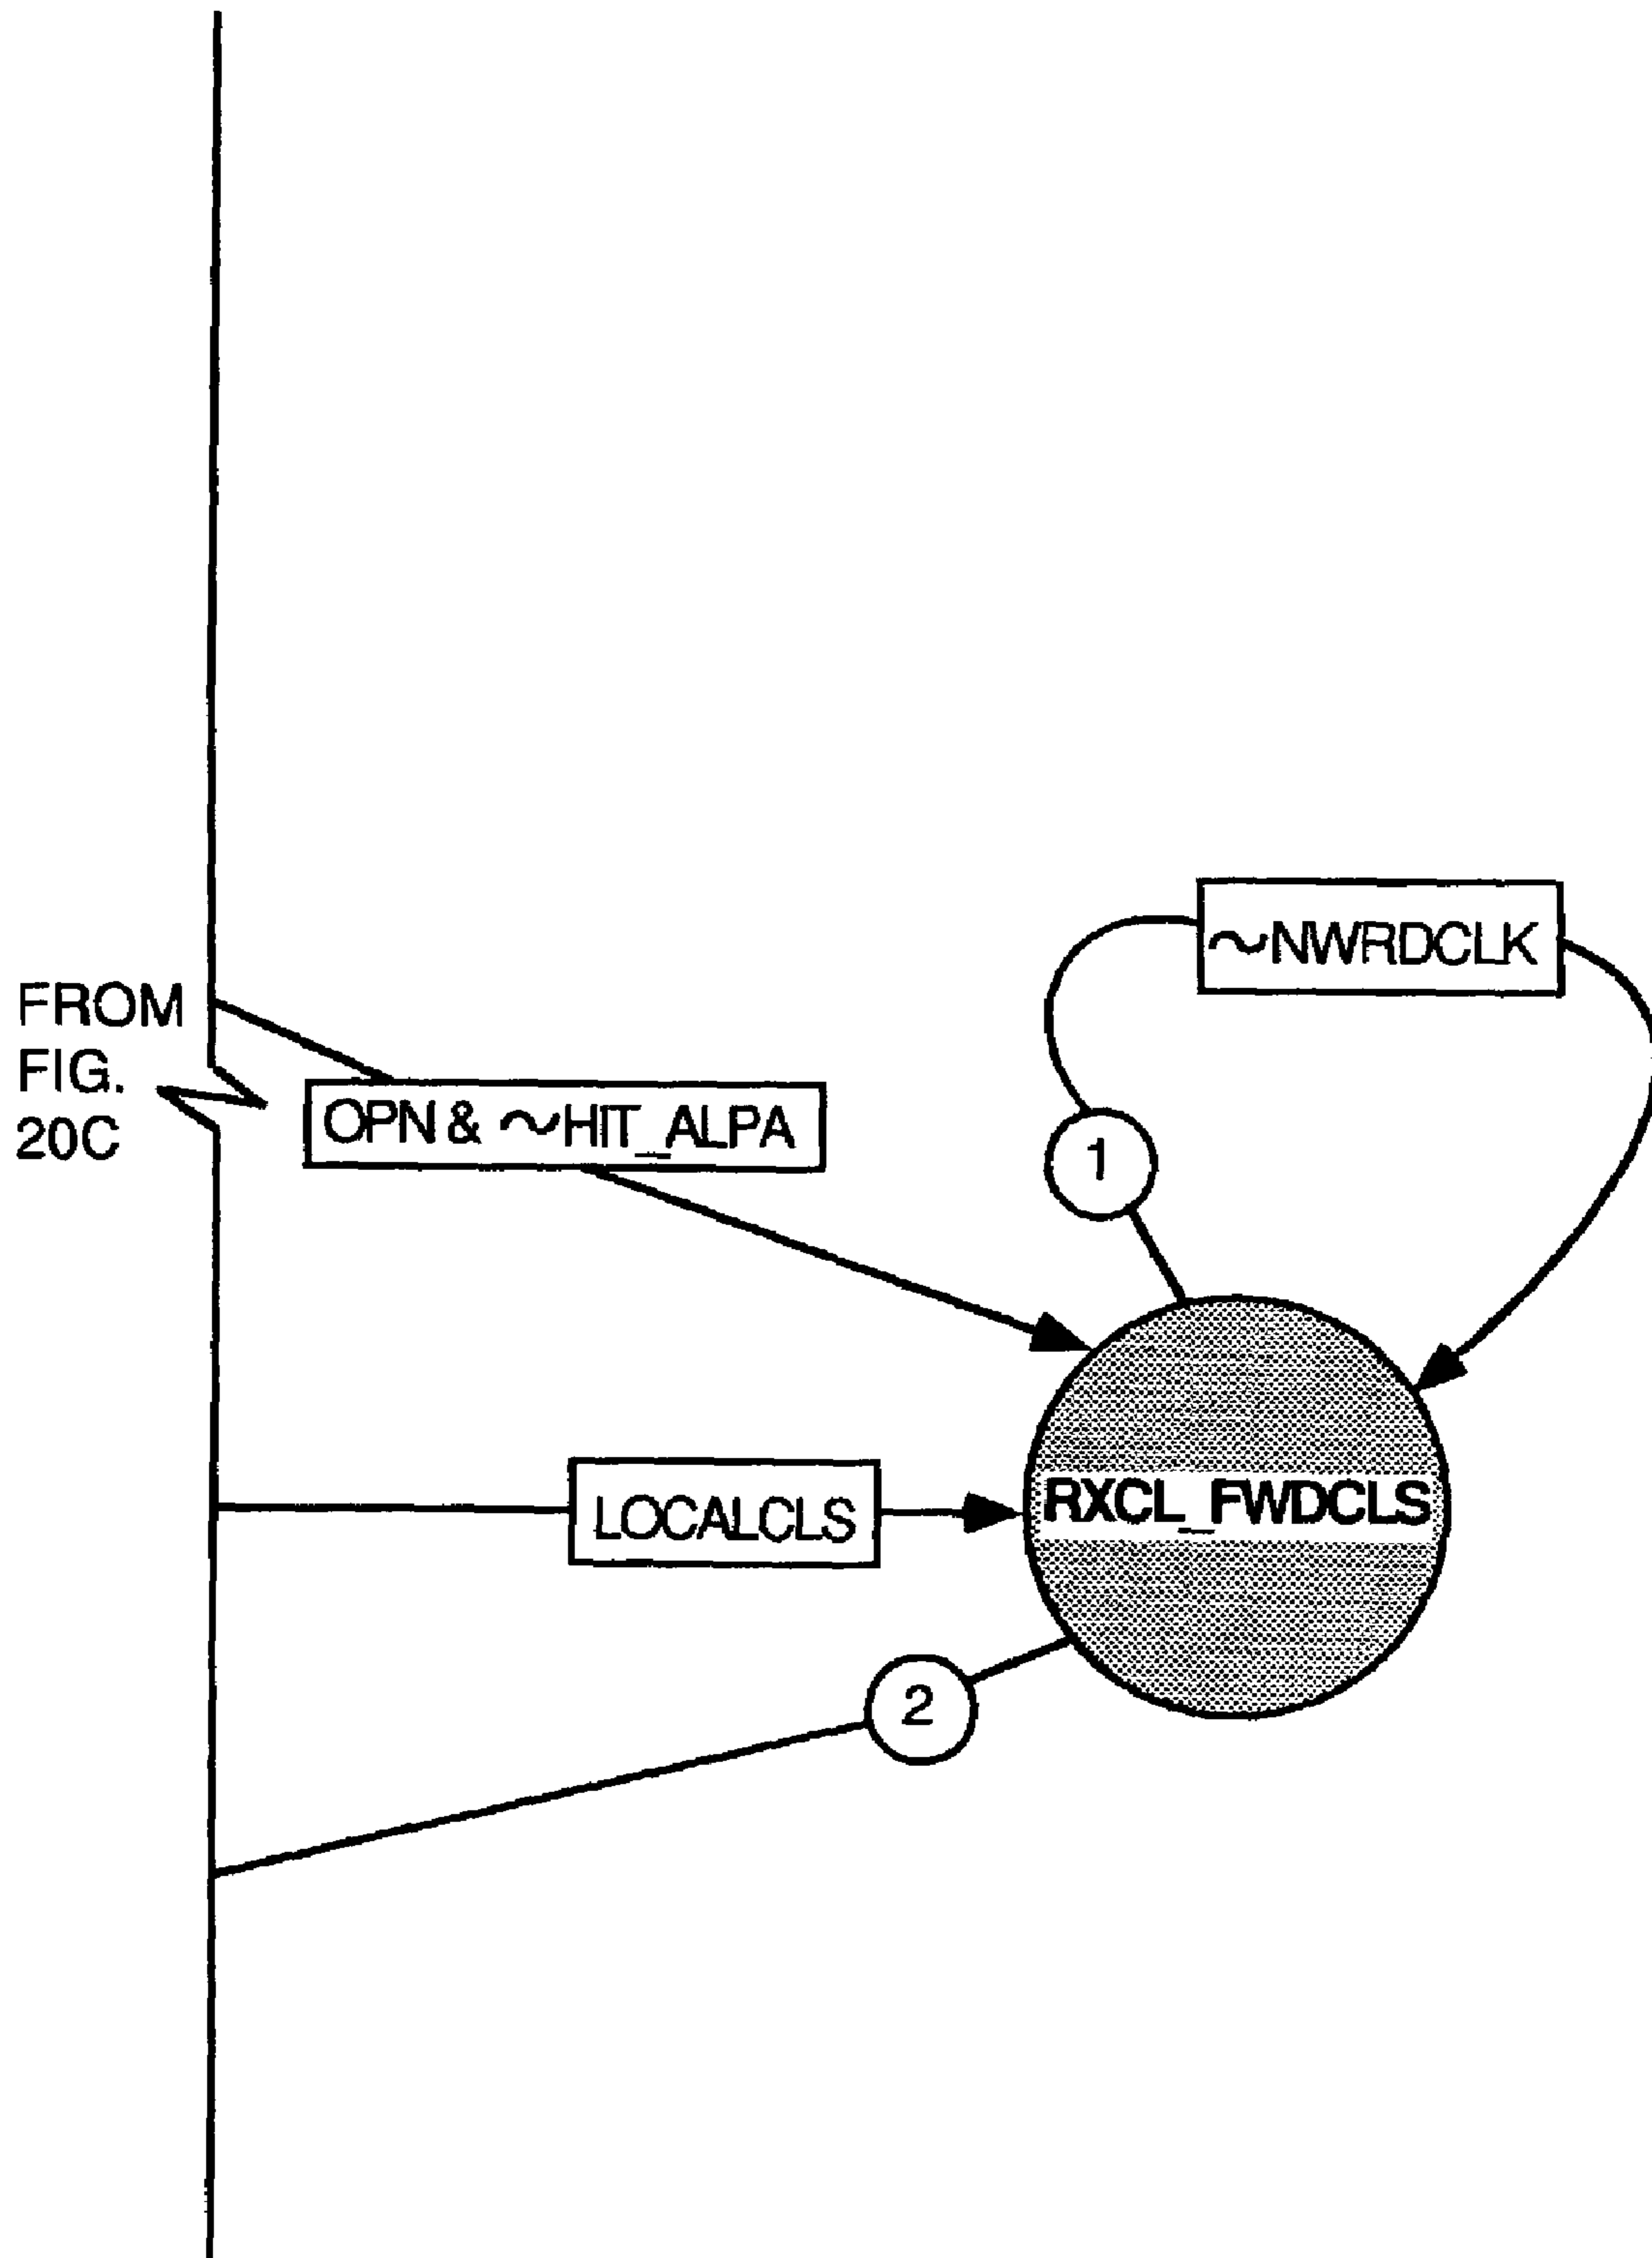 ~NWRDCLK
FROM
FIG.
20C
OPN & ~HIT_ALPA
1
RXCL_FWDCLS
LOCALCLS
2